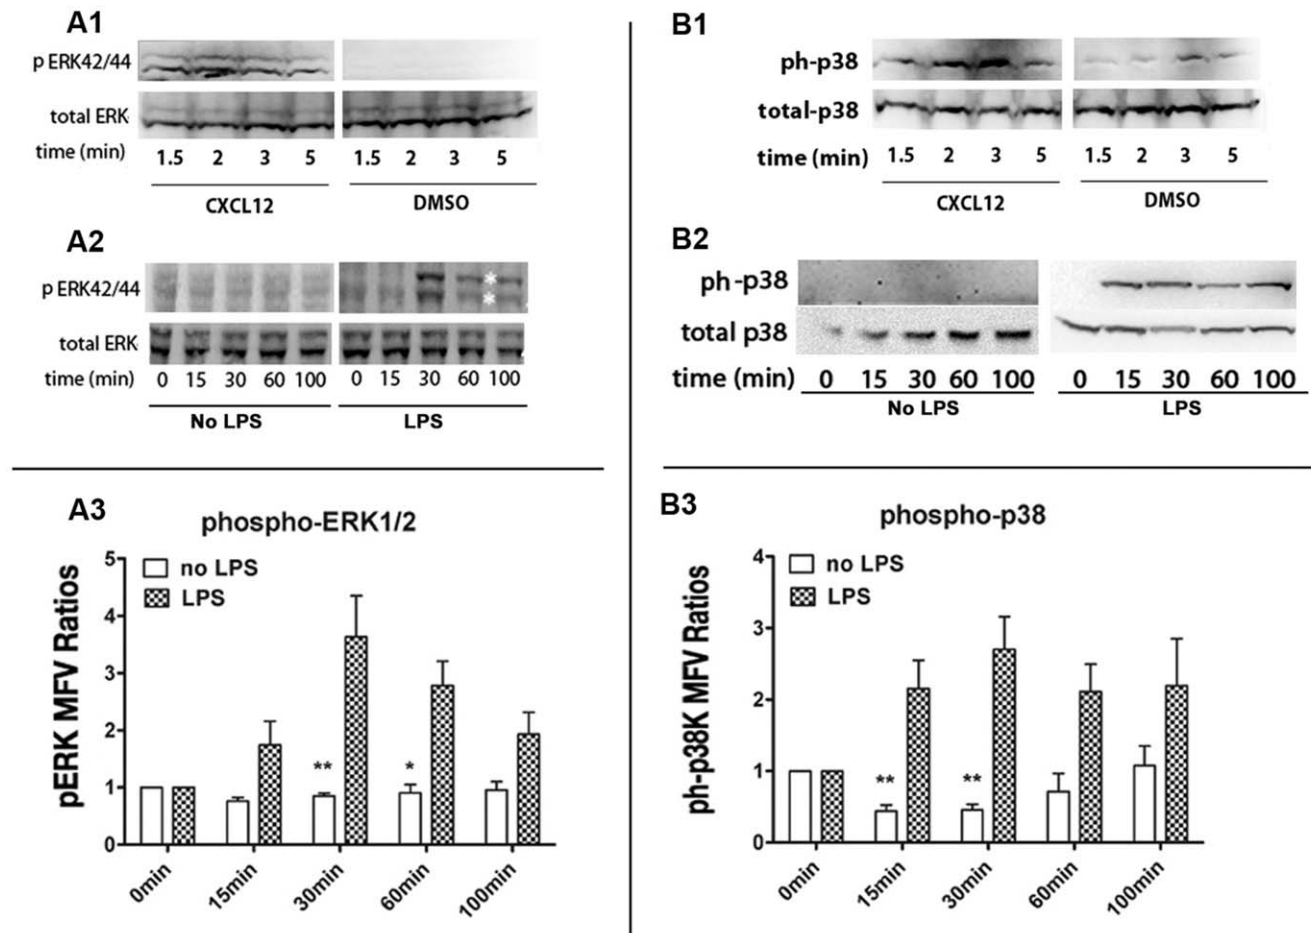 A1
p ERK42/44
total ERK
time (min) 1.5 2 3 5 1.5 2 3 5
CXCL12 DMSO
A2
p ERK42/44
* 
*
total ERK
time (min) 0 15 30 60 100 0 15 30 60 100
No LPS LPS
A3
phospho-ERK1/2
no LPS
LPS
pERK MFV Ratios
5
4
3
2
1
0
** *
0min 15min 30min 60min 100min
B1
ph-p38
total-p38
time (min) 1.5 2 3 5 1.5 2 3 5
CXCL12 DMSO
B2
ph-p38
total p38
time (min) 0 15 30 60 100 0 15 30 60 100
No LPS LPS
B3
phospho-p38
no LPS
LPS
ph-p38K MFV Ratios
4
3
2
1
0
** **
0min 15min 30min 60min 100min